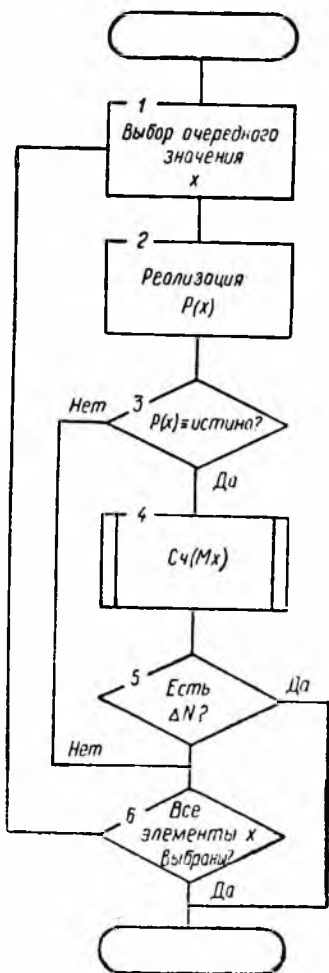 1
Выбор очередного
значения
x
2
Реализация
P(x)
Нет
3
P(x)≡истина?
Да
4
Сч(Mx)
5
Есть
ΔN?
Да
Нет
6
Все
элементы x
выбраны?
Да